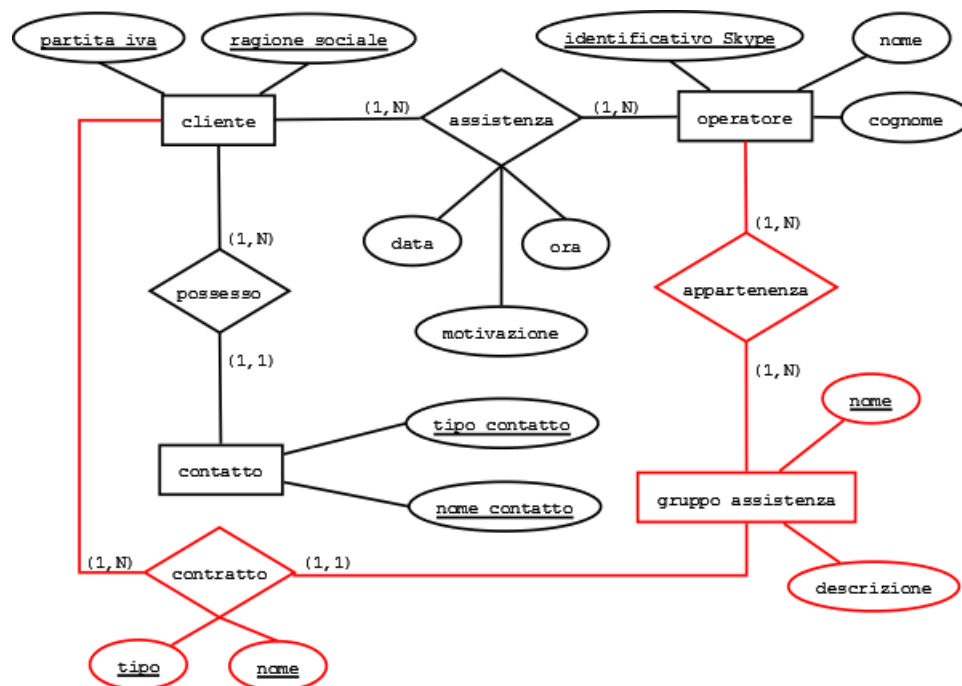 partita iva
ragione sociale
identificativo Skype
nome
cliente
(1,N)
assistenza
(1,N)
operatore
cognome
data
ora
(1,N)
(1,N)
possesso
appartenenza
motivazione
(1,1)
(1,N)
nome
tipo contatto
contatto
nome contatto
gruppo assistenza
(1,N)
contratto
(1,1)
descrizione
tipo
nome